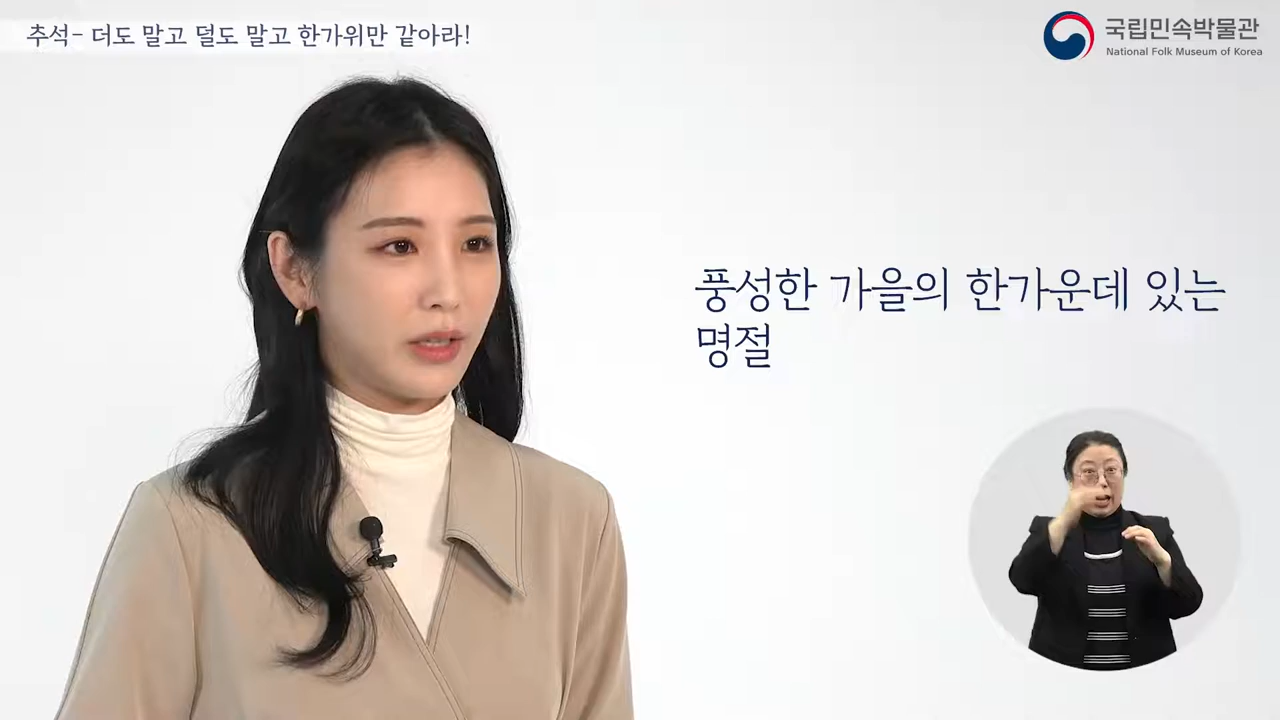 추석- 더도 말고 덜도 말고 한가위만 같아라!
국립민속박물관
National Folk Museum of Korea
풍성한 가을의 한가운데 있는
명절